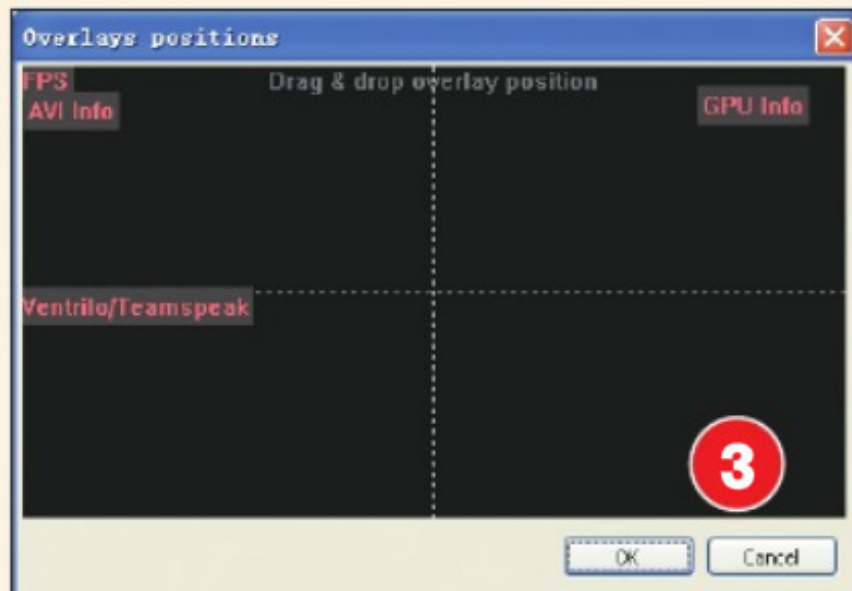 Overlays positions
FPS
Drag & drop overlay position
AVI Info
GPU Info
Ventrilo/Teamspeak
3
OK
Cancel